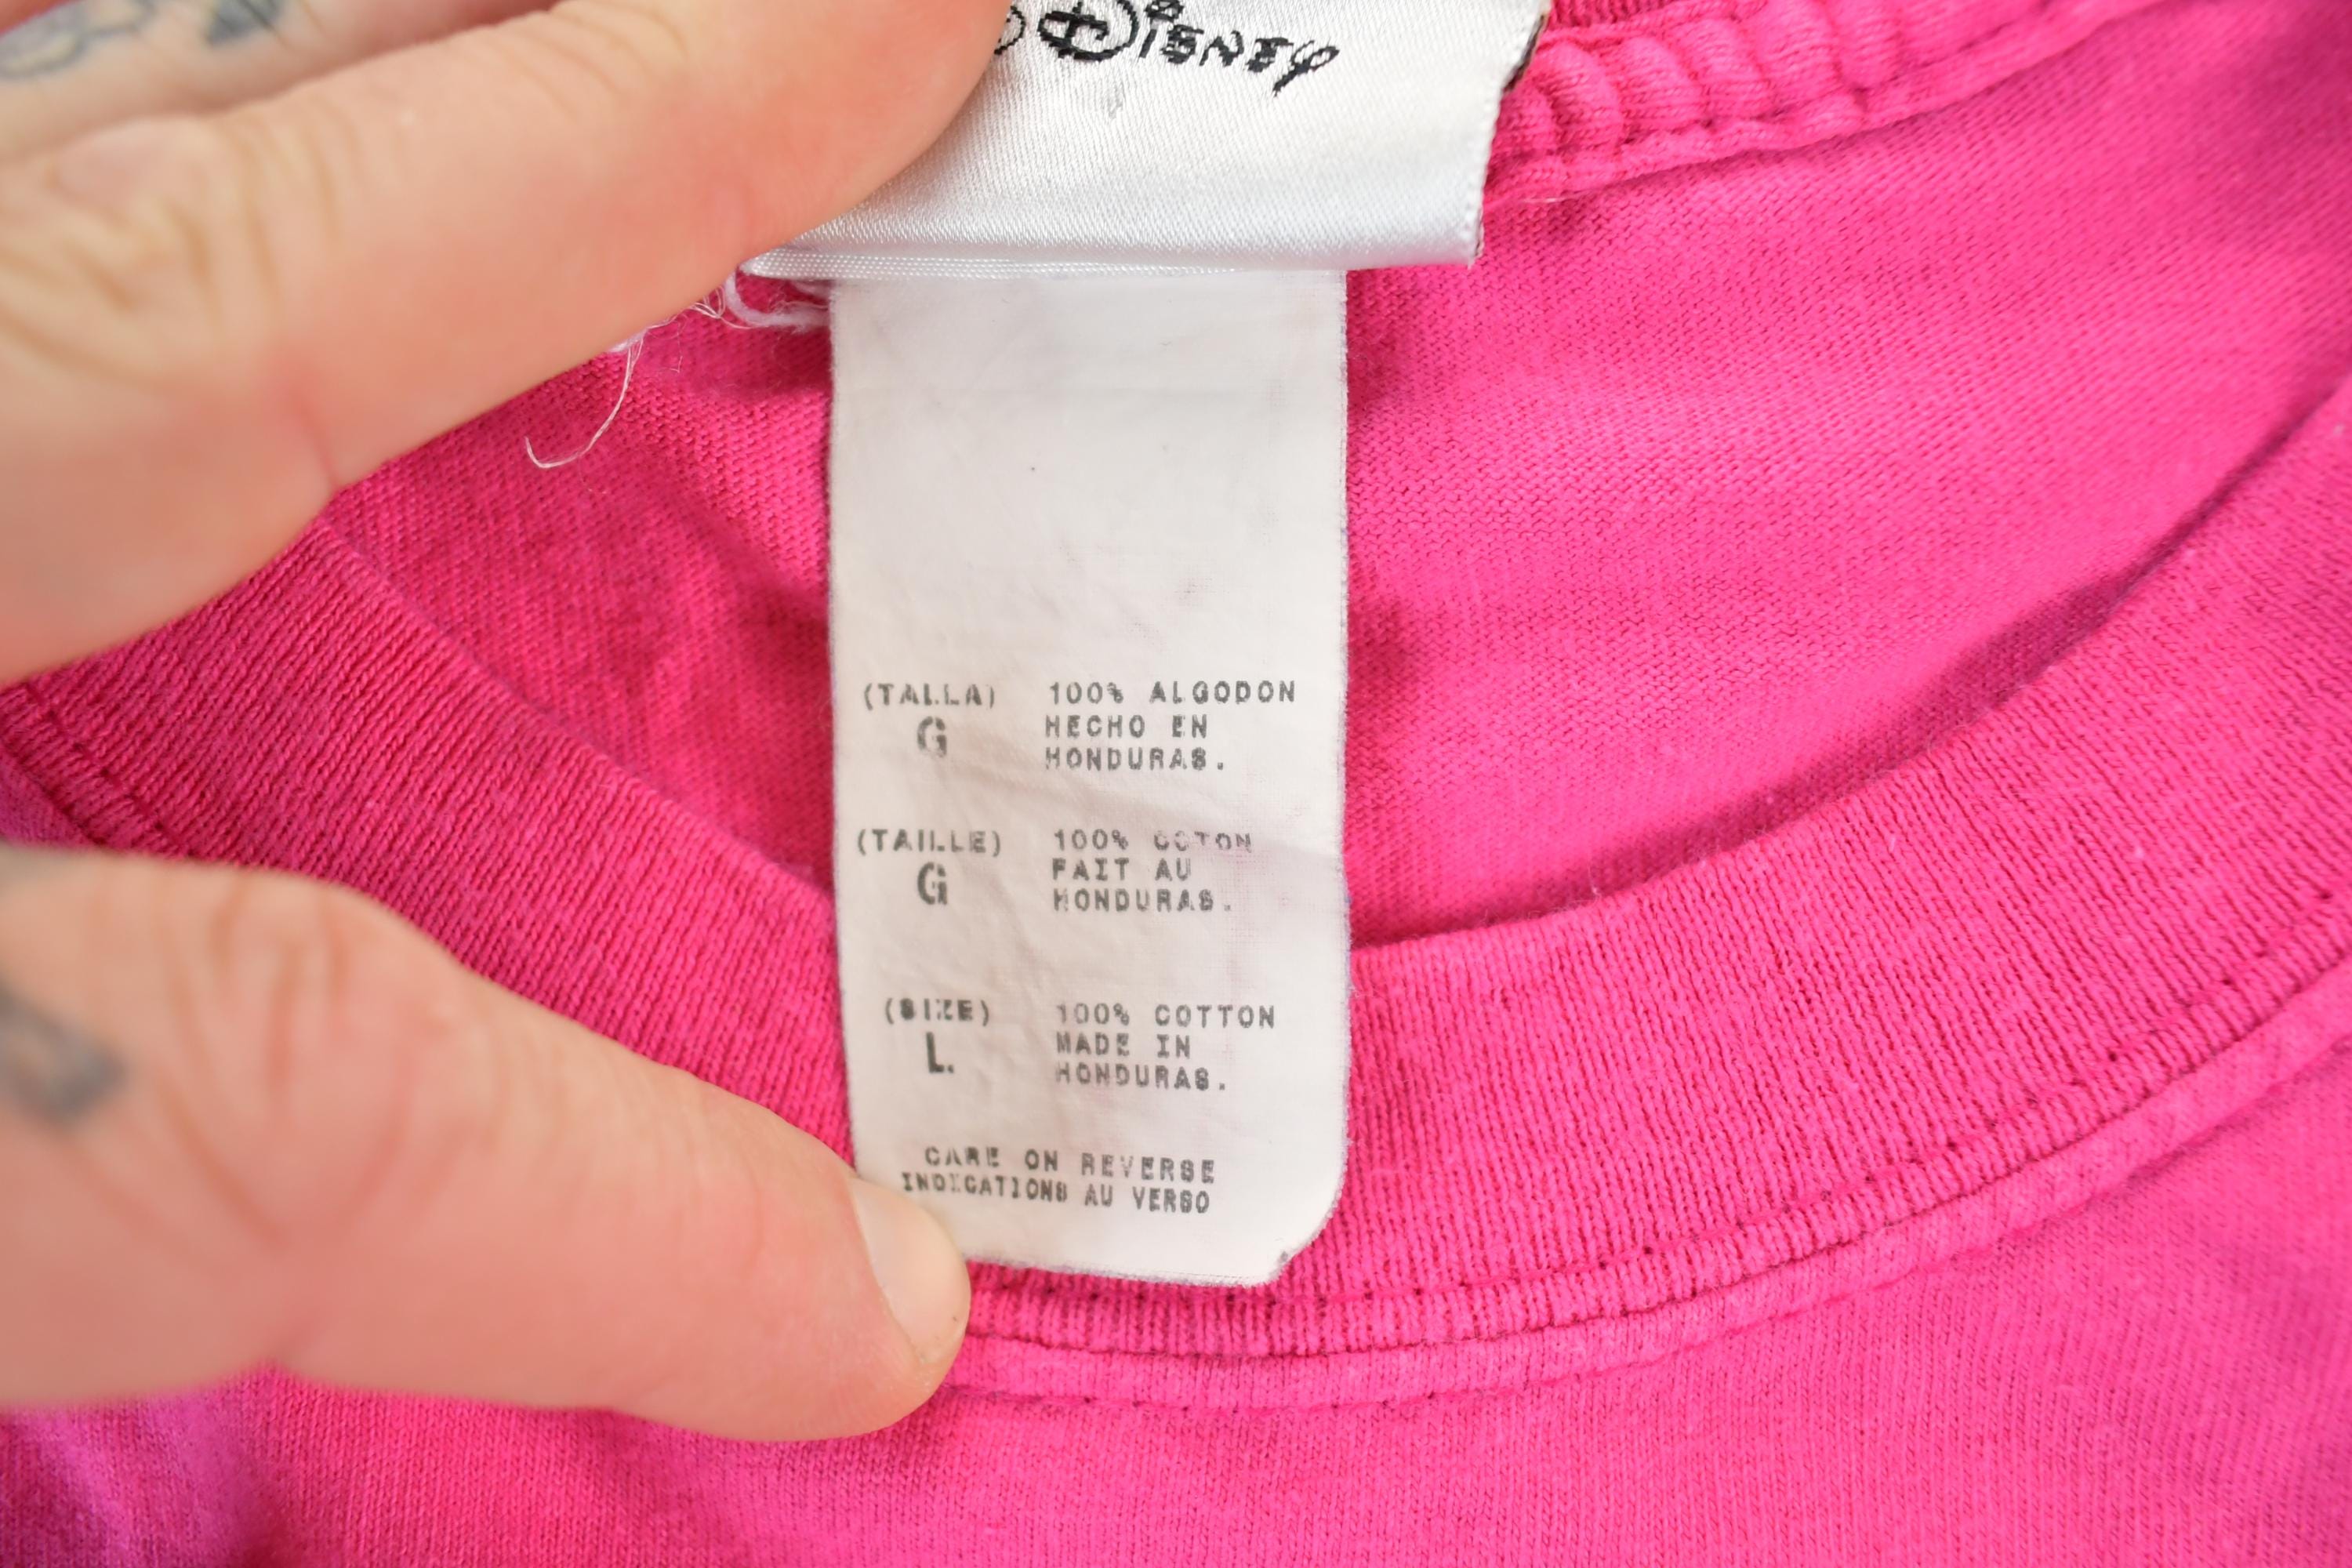 Disney
(TALLA) 100% ALGODON
G HECHO EN
HONDURAS.
(TAILLE) 100% COTON
G FAIT AU
HONDURAS.
(SIZE) 100% COTTON
L. MADE IN
HONDURAS.
CARE ON REVERSE
INDICATIONS AU VERSO